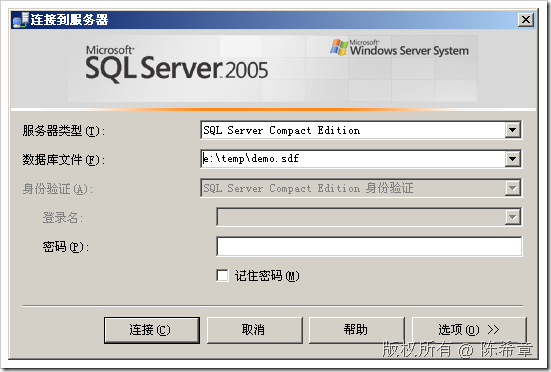 连接到服务器
Microsoft
SQL Server 2005
Microsoft
Windows Server System
服务器类型(T):
SQL Server Compact Edition
数据库文件(F):
e:\temp\demo.sdf
身份验证(A):
SQL Server Compact Edition 身份验证
登录名:
密码(P):
记住密码(M)
连接(C)
取消
帮助
选项(O) >>
版权所有 @ 陈希章